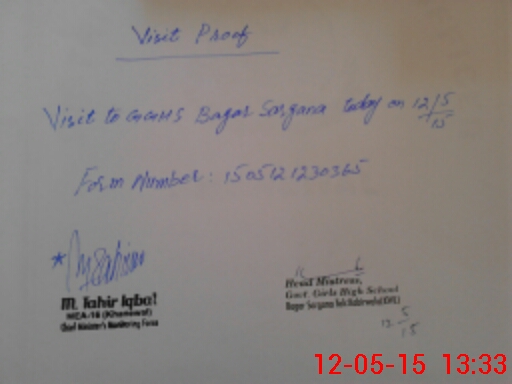 Visit Proof
Visit to GGHS Bagar Sargana today on 12/5/15
Form Number: 1505121230365
M. Tahir Iqbal
MEA-16 (Khanewal)
Chief Minister's Monitoring Force
Head Mistress,
Govt. Girls High School
Bagar Sargana Teh Kabirwala (KWL)
12-5-15
12-05-15 13:33